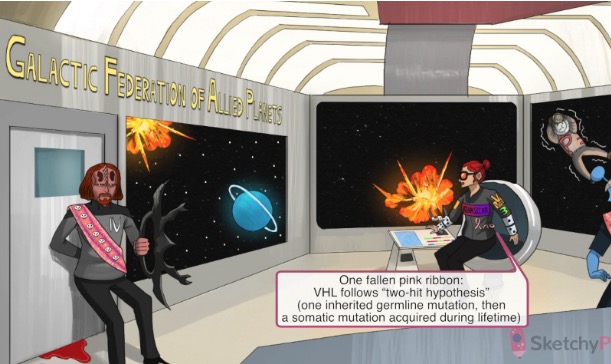 GALACTIC FEDERATION OF ALLIED PLANETS
One fallen pink ribbon:
VHL follows “two-hit hypothesis”
(one inherited germline mutation, then
a somatic mutation acquired during lifetime)
SketchyP